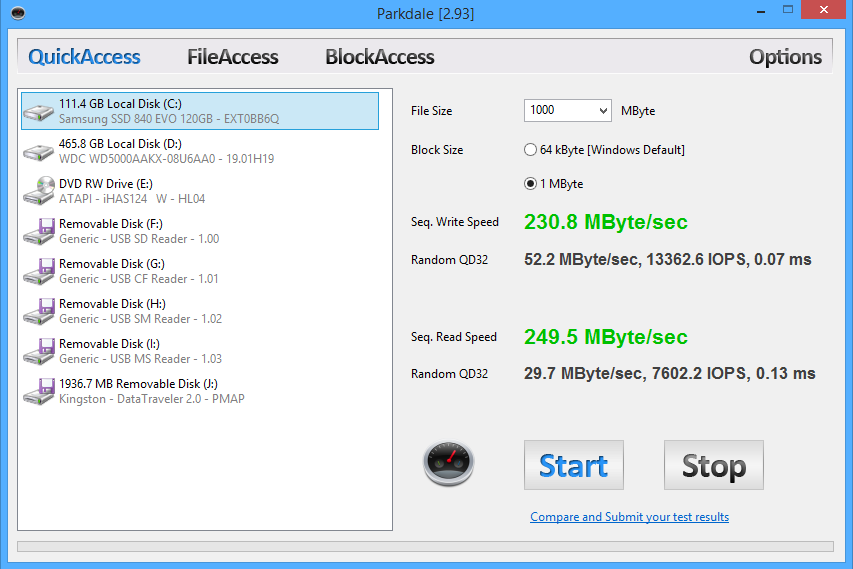 Parkdale [2.93]
QuickAccess FileAccess BlockAccess Options
111.4 GB Local Disk (C:)
Samsung SSD 840 EVO 120GB - EXT0BB6Q
465.8 GB Local Disk (D:)
WDC WD5000AAKX-08U6AA0 - 19.01H19
DVD RW Drive (E:)
ATAPI - iHAS124 W - HL04
Removable Disk (F:)
Generic - USB SD Reader - 1.00
Removable Disk (G:)
Generic - USB CF Reader - 1.01
Removable Disk (H:)
Generic - USB SM Reader - 1.02
Removable Disk (I:)
Generic - USB MS Reader - 1.03
1936.7 MB Removable Disk (J:)
Kingston - DataTraveler 2.0 - PMAP
File Size 1000 MByte
Block Size 64 kByte [Windows Default]
1 MByte
Seq. Write Speed 230.8 MByte/sec
Random QD32 52.2 MByte/sec, 13362.6 IOPS, 0.07 ms
Seq. Read Speed 249.5 MByte/sec
Random QD32 29.7 MByte/sec, 7602.2 IOPS, 0.13 ms
Start Stop
Compare and Submit your test results